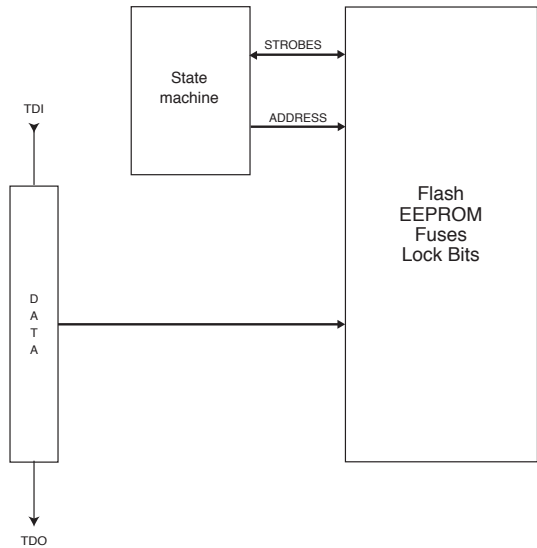 STROBES
State
machine
ADDRESS
TDI
Flash
EEPROM
Fuses
Lock Bits
D
A
T
A
TDO